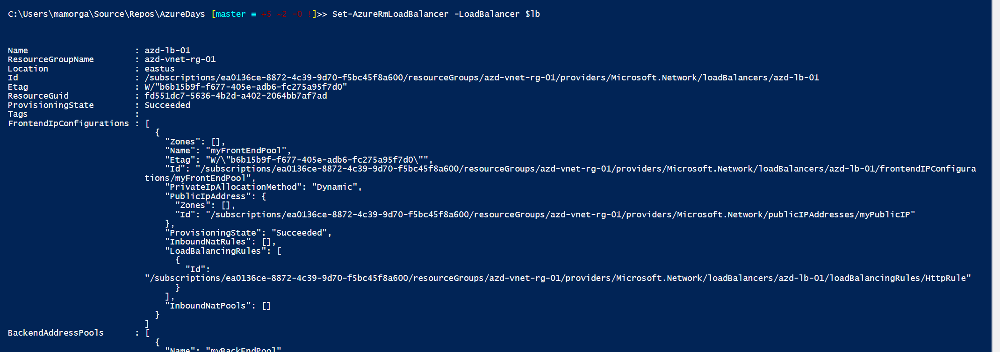 C:\Users\mamorga\Source\Repos\AzureDays [master ≡ +5 ~2 -0 !]>> Set-AzureRmLoadBalancer -LoadBalancer $lb
Name : azd-lb-01
ResourceGroupName : azd-vnet-rg-01
Location : eastus
Id : /subscriptions/ea0136ce-8872-4c39-9d70-f5bc45f8a600/resourceGroups/azd-vnet-rg-01/providers/Microsoft.Network/loadBalancers/azd-lb-01
Etag : W/"b6b15b9f-f677-405e-adb6-fc275a95f7d0"
ResourceGuid : fd551dc7-5636-4b2d-a402-2064bb7af7ad
ProvisioningState : Succeeded
Tags :
FrontendIpConfigurations : [
{
"Zones": [],
"Name": "myFrontEndPool",
"Etag": "W/\"b6b15b9f-f677-405e-adb6-fc275a95f7d0\"",
"Id": "/subscriptions/ea0136ce-8872-4c39-9d70-f5bc45f8a600/resourceGroups/azd-vnet-rg-01/providers/Microsoft.Network/loadBalancers/azd-lb-01/frontendIPConfigura
tions/myFrontEndPool",
"PrivateIpAllocationMethod": "Dynamic",
"PublicIpAddress": {
"Zones": [],
"Id": "/subscriptions/ea0136ce-8872-4c39-9d70-f5bc45f8a600/resourceGroups/azd-vnet-rg-01/providers/Microsoft.Network/publicIPAddresses/myPublicIP"
},
"ProvisioningState": "Succeeded",
"InboundNatRules": [],
"LoadBalancingRules": [
{
"Id":
"/subscriptions/ea0136ce-8872-4c39-9d70-f5bc45f8a600/resourceGroups/azd-vnet-rg-01/providers/Microsoft.Network/loadBalancers/azd-lb-01/loadBalancingRules/HttpRule"
}
],
"InboundNatPools": []
}
]
BackendAddressPools : [
{
"Name": "myBackEndPool"